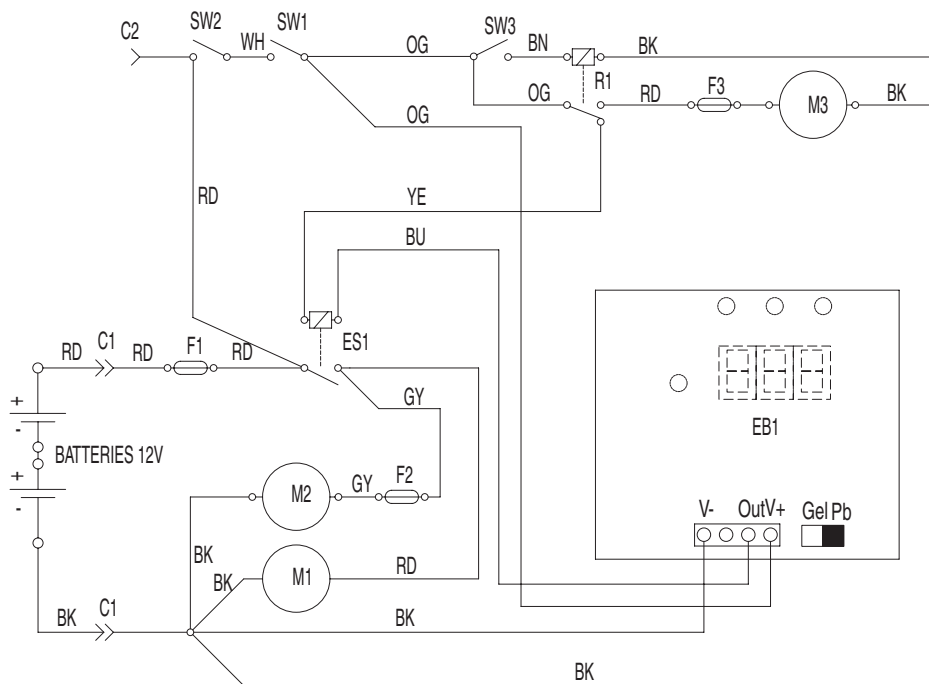 C2
SW2
WH
SW1
OG
SW3
BN
BK
R1
OG
RD
F3
M3
BK
OG
RD
YE
BU
ES1
RD
C1
RD
F1
RD
GY
+
-
BATTERIES 12V
+
-
M2
GY
F2
BK
BK
M1
RD
BK
C1
BK
BK
EB1
V-
Out
V+
Gel
Pb